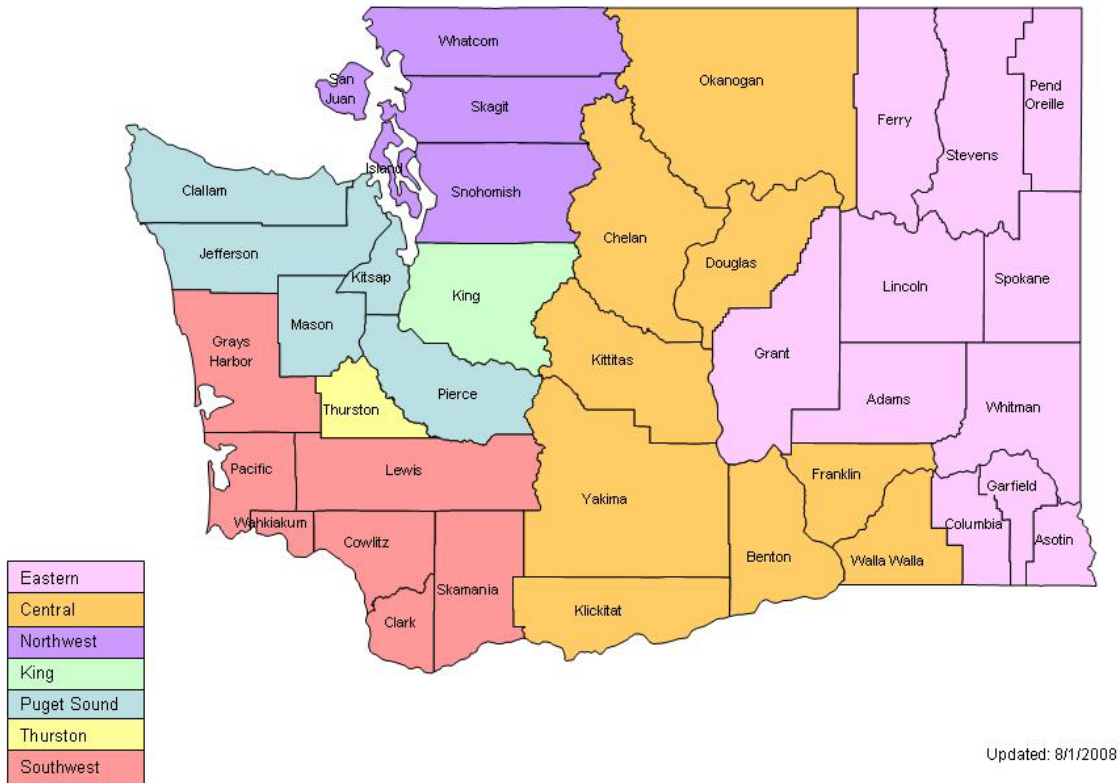 Whatcom
Okanogan
San
Juan
Skagit
Ferry
Pend
Oreille
Stevens
Island
Clallam
Snohomish
Chelan
Jefferson
Douglas
Kitsap
Lincoln
Spokane
King
Mason
Grays
Harbor
Kittitas
Grant
Pierce
Adams
Whitman
Thurston
Pacific
Lewis
Franklin
Yakima
Garfield
Wahkiakum
Columbia
Cowlitz
Asotin
Benton
Walla Walla
Skamania
Klickitat
Clark
Eastern
Central
Northwest
King
Puget Sound
Thurston
Southwest
Updated: 8/1/2008